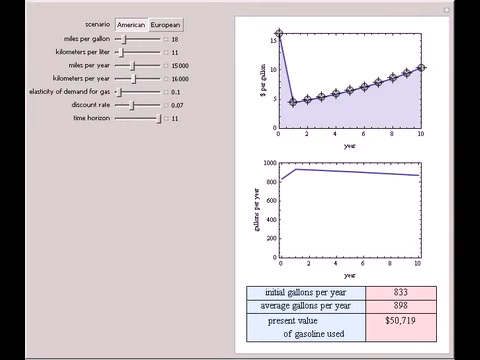 scenario American European
miles per gallon 18
kilometers per liter 11
miles per year 15000
kilometers per year 16000
elasticity of demand for gas 0.1
discount rate 0.07
time horizon 11
$ per gallon
15
10
5
0
0 2 4 6 8 10
year
gallons per year
1000
800
600
400
200
0
0 2 4 6 8 10
year
initial gallons per year 833
average gallons per year 898
present value $50,719
of gasoline used